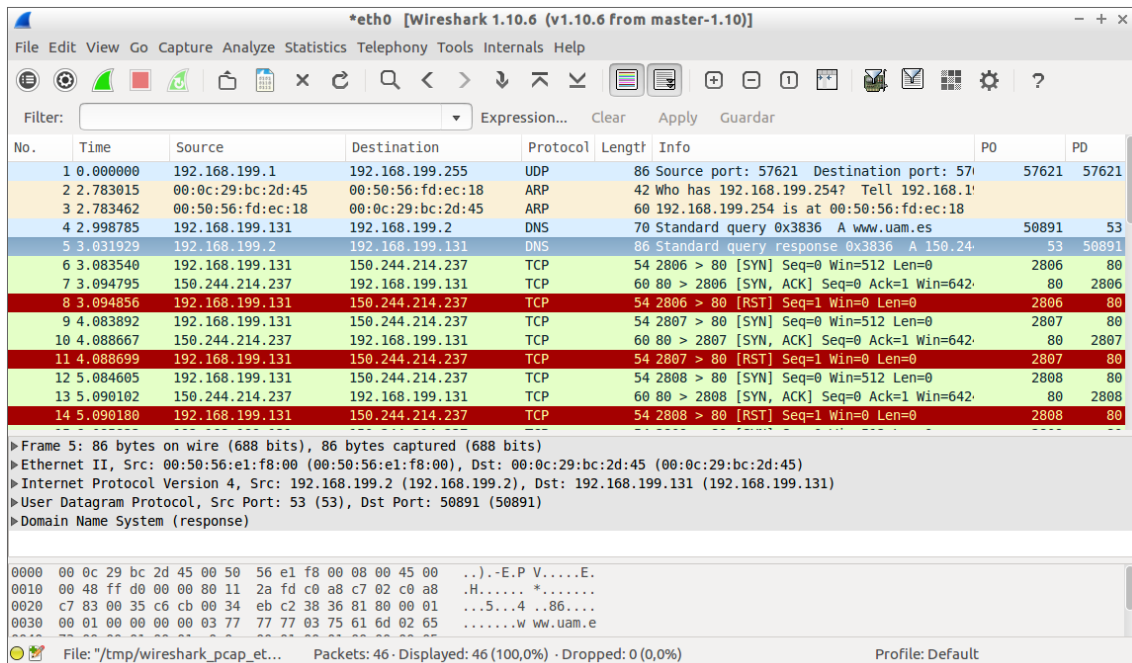 *eth0 [Wireshark 1.10.6 (v1.10.6 from master-1.10)]
File Edit View Go Capture Analyze Statistics Telephony Tools Internals Help
Filter: Expression... Clear Apply Guardar
No. Time Source Destination Protocol Length Info PO PD
1 0.000000 192.168.199.1 192.168.199.255 UDP 86 Source port: 57621 Destination port: 57 57621 57621
2 2.783015 00:0c:29:bc:2d:45 00:50:56:fd:ec:18 ARP 42 Who has 192.168.199.254? Tell 192.168.1
3 2.783462 00:50:56:fd:ec:18 00:0c:29:bc:2d:45 ARP 60 192.168.199.254 is at 00:50:56:fd:ec:18
4 2.998785 192.168.199.131 192.168.199.2 DNS 70 Standard query 0x3836 A www.uam.es 50891 53
5 3.031929 192.168.199.2 192.168.199.131 DNS 86 Standard query response 0x3836 A 150.24 53 50891
6 3.083540 192.168.199.131 150.244.214.237 TCP 54 2806 > 80 [SYN] Seq=0 Win=512 Len=0 2806 80
7 3.094795 150.244.214.237 192.168.199.131 TCP 60 80 > 2806 [SYN, ACK] Seq=0 Ack=1 Win=642 80 2806
8 3.094856 192.168.199.131 150.244.214.237 TCP 54 2806 > 80 [RST] Seq=1 Win=0 Len=0 2806 80
9 4.083892 192.168.199.131 150.244.214.237 TCP 54 2807 > 80 [SYN] Seq=0 Win=512 Len=0 2807 80
10 4.088667 150.244.214.237 192.168.199.131 TCP 60 80 > 2807 [SYN, ACK] Seq=0 Ack=1 Win=642 80 2807
11 4.088699 192.168.199.131 150.244.214.237 TCP 54 2807 > 80 [RST] Seq=1 Win=0 Len=0 2807 80
12 5.084605 192.168.199.131 150.244.214.237 TCP 54 2808 > 80 [SYN] Seq=0 Win=512 Len=0 2808 80
13 5.090102 150.244.214.237 192.168.199.131 TCP 60 80 > 2808 [SYN, ACK] Seq=0 Ack=1 Win=642 80 2808
14 5.090180 192.168.199.131 150.244.214.237 TCP 54 2808 > 80 [RST] Seq=1 Win=0 Len=0 2808 80
Frame 5: 86 bytes on wire (688 bits), 86 bytes captured (688 bits)
Ethernet II, Src: 00:50:56:e1:f8:00 (00:50:56:e1:f8:00), Dst: 00:0c:29:bc:2d:45 (00:0c:29:bc:2d:45)
Internet Protocol Version 4, Src: 192.168.199.2 (192.168.199.2), Dst: 192.168.199.131 (192.168.199.131)
User Datagram Protocol, Src Port: 53 (53), Dst Port: 50891 (50891)
Domain Name System (response)
0000 00 0c 29 bc 2d 45 00 50 56 e1 f8 00 08 00 45 00 ..).-E.P V.....E.
0010 00 48 ff d0 00 00 80 11 2a fd c0 a8 c7 02 c0 a8 .H...... *.......
0020 c7 83 00 35 c6 cb 00 34 eb c2 38 36 81 80 00 01 ...5...4 ..86....
0030 00 01 00 00 00 00 03 77 77 77 03 75 61 6d 02 65 .......w ww.uam.e
File: "/tmp/wireshark_pcap_et... Packets: 46 · Displayed: 46 (100,0%) · Dropped: 0 (0,0%) Profile: Default